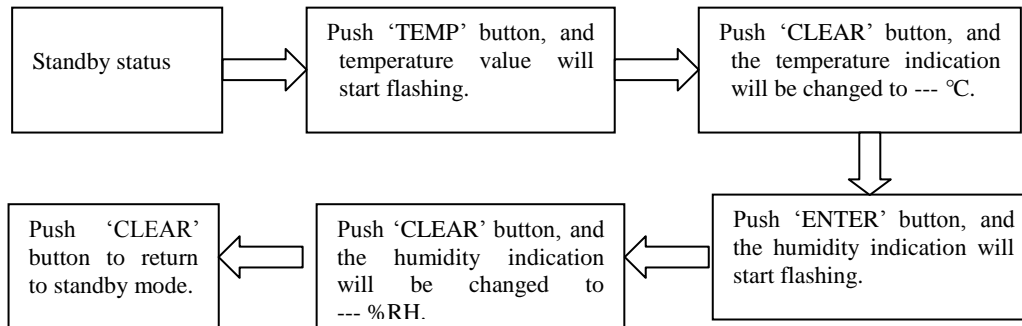 Standby status
Push ‘TEMP’ button, and
temperature value will
start flashing.
Push ‘CLEAR’ button, and
the temperature indication
will be changed to --- ℃.
Push ‘ENTER’ button, and
the humidity indication will
start flashing.
Push ‘CLEAR’ button, and
the humidity indication
will be changed to
--- %RH.
Push ‘CLEAR’
button to return
to standby mode.